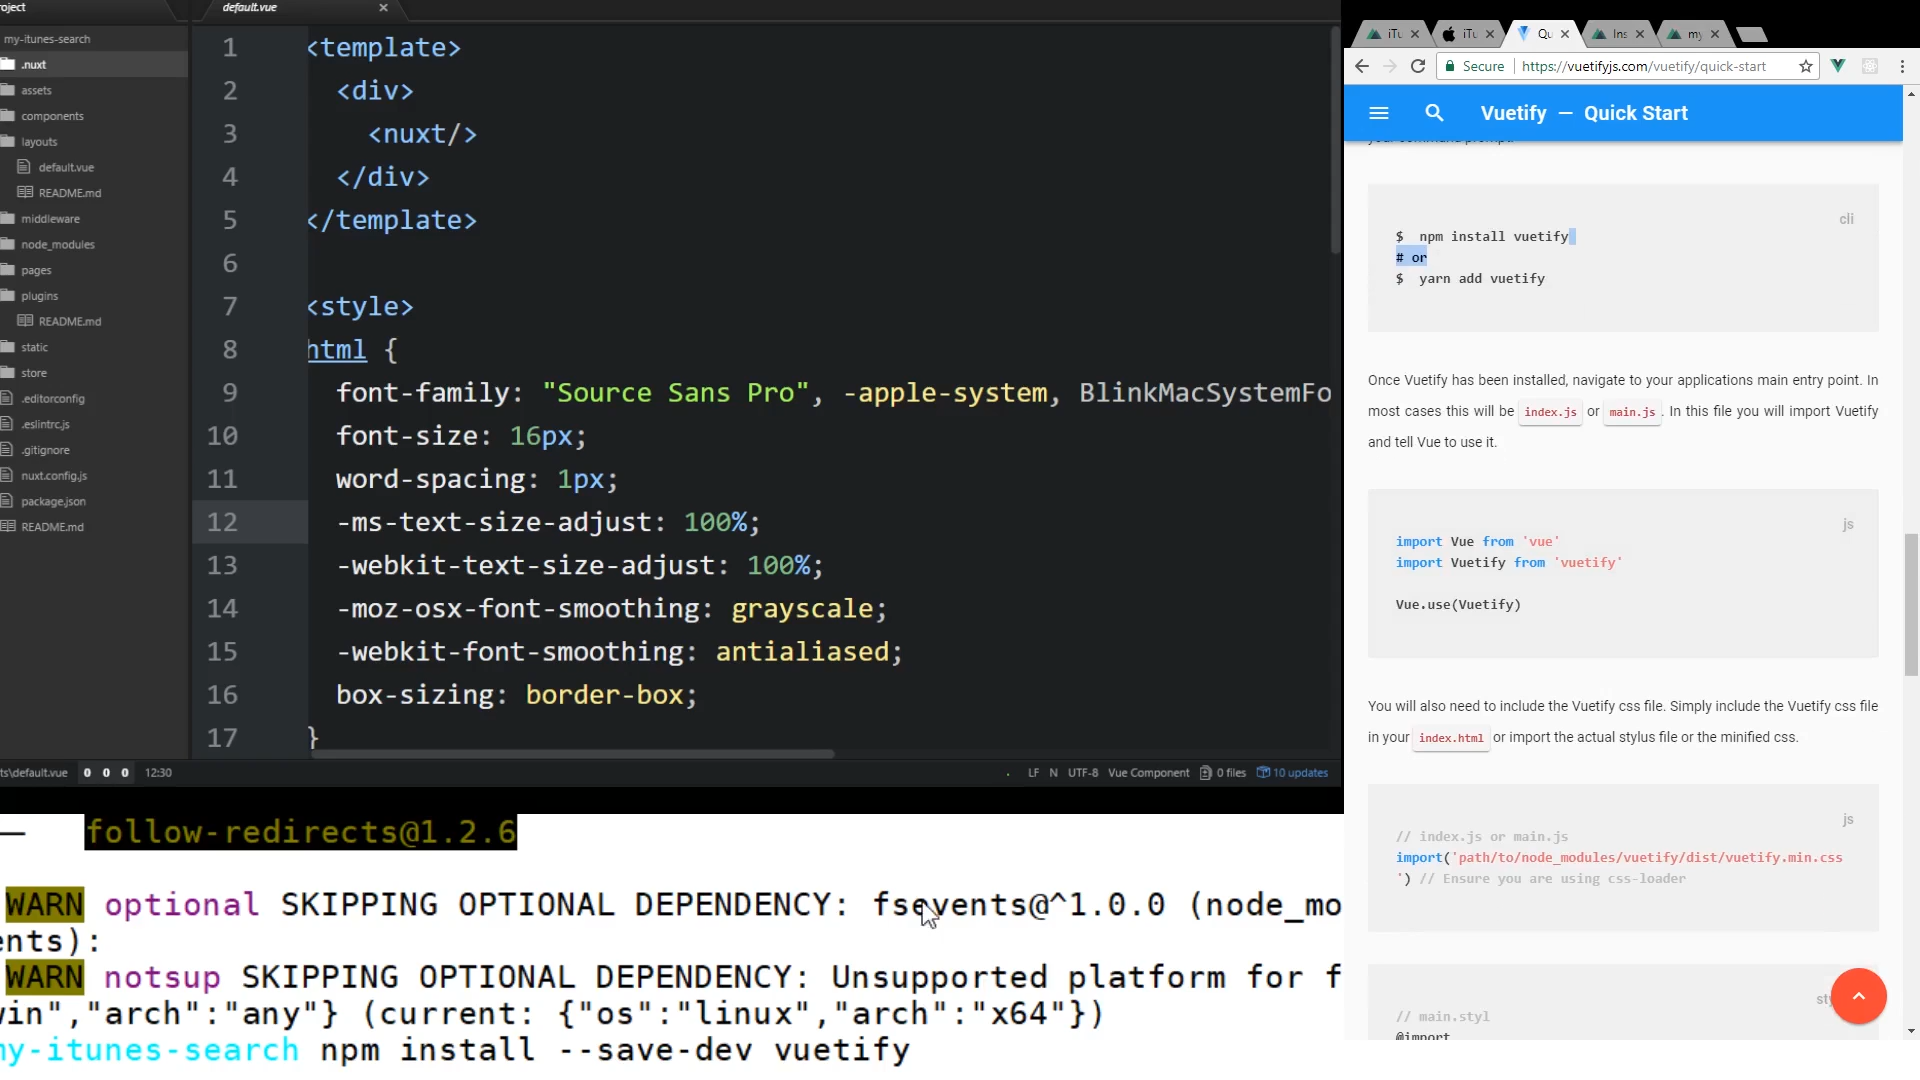 oject
my-itunes-search
.nuxt
assets
components
layouts
default.vue
README.md
middleware
node_modules
pages
plugins
README.md
static
store
.editorconfig
.eslintrc.js
.gitignore
nuxt.config.js
package.json
README.md
default.vue
1 <template>
2 <div>
3 <nuxt/>
4 </div>
5 </template>
6
7 <style>
8 html {
9 font-family: "Source Sans Pro", -apple-system, BlinkMacSystemFo
10 font-size: 16px;
11 word-spacing: 1px;
12 -ms-text-size-adjust: 100%;
13 -webkit-text-size-adjust: 100%;
14 -moz-osx-font-smoothing: grayscale;
15 -webkit-font-smoothing: antialiased;
16 box-sizing: border-box;
17 }
ts\default.vue 0 0 0 12:30 . LF N UTF-8 Vue Component 0 files 10 updates
follow-redirects@1.2.6
WARN optional SKIPPING OPTIONAL DEPENDENCY: fsevents@^1.0.0 (node_mo
ents):
WARN notsup SKIPPING OPTIONAL DEPENDENCY: Unsupported platform for f
win","arch":"any"} (current: {"os":"linux","arch":"x64"})
my-itunes-search npm install --save-dev vuetify
iTu iTu Qu Ins my
Secure https://vuetifyjs.com/vuetify/quick-start
Vuetify — Quick Start
your command prompt.
cli
$ npm install vuetify
# or
$ yarn add vuetify
Once Vuetify has been installed, navigate to your applications main entry point. In
most cases this will be index.js or main.js. In this file you will import Vuetify
and tell Vue to use it.
js
import Vue from 'vue'
import Vuetify from 'vuetify'
Vue.use(Vuetify)
You will also need to include the Vuetify css file. Simply include the Vuetify css file
in your index.html or import the actual stylus file or the minified css.
js
// index.js or main.js
import('path/to/node_modules/vuetify/dist/vuetify.min.css
') // Ensure you are using css-loader
sty
// main.styl
@import